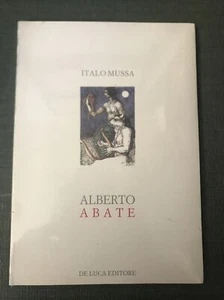 ITALO MUSSA
ALBERTO
ABATE
DE LUCA EDITORE